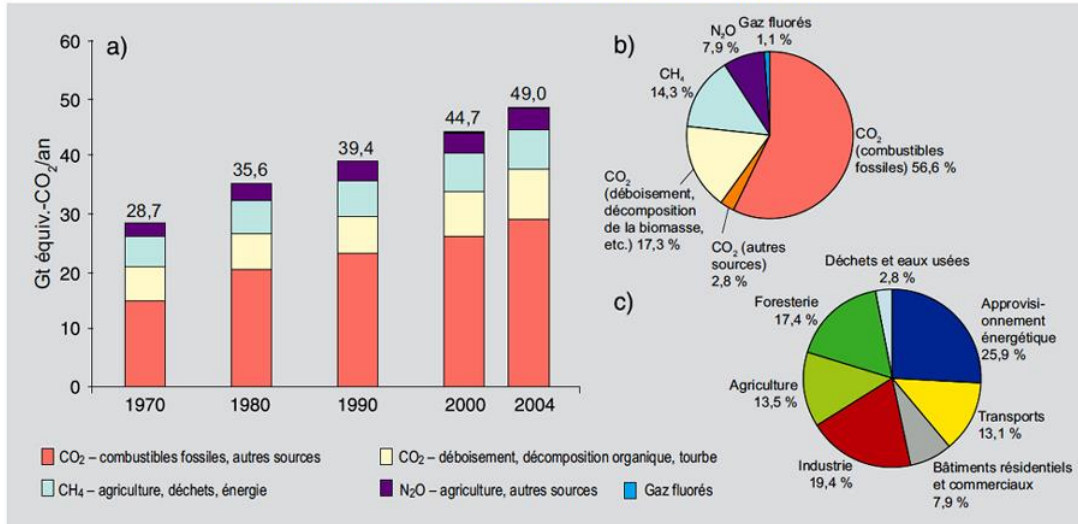 a)
Gt équiv.-CO₂/an
60
50
40
30
20
10
0
28,7
35,6
39,4
44,7
49,0
1970
1980
1990
2000
2004
CO₂ – combustibles fossiles, autres sources
CO₂ – déboisement, décomposition organique, tourbe
CH₄ – agriculture, déchets, énergie
N₂O – agriculture, autres sources
Gaz fluorés
b)
Gaz fluorés
1,1 %
N₂O
7,9 %
CH₄
14,3 %
CO₂
(combustibles
fossiles) 56,6 %
CO₂
(déboisement,
décomposition
de la biomasse,
etc.) 17,3 %
CO₂ (autres
sources)
2,8 %
c)
Déchets et eaux usées
2,8 %
Foresterie
17,4 %
Approvisi-
onnement
énergétique
25,9 %
Agriculture
13,5 %
Transports
13,1 %
Industrie
19,4 %
Bâtiments résidentiels
et commerciaux
7,9 %